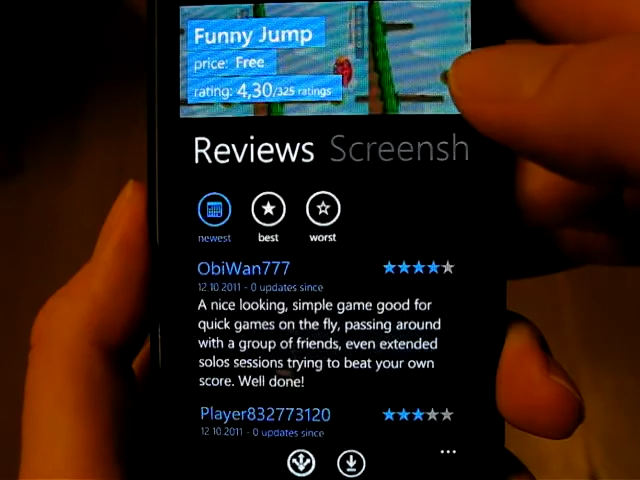 Funny Jump
price: Free
rating: 4,30/325 ratings
Reviews Screensh
newest best worst
ObiWan777
12.10.2011 - 0 updates since
A nice looking, simple game good for
quick games on the fly, passing around
with a group of friends, even extended
solos sessions trying to beat your own
score. Well done!
Player832773120
12.10.2011 - 0 updates since